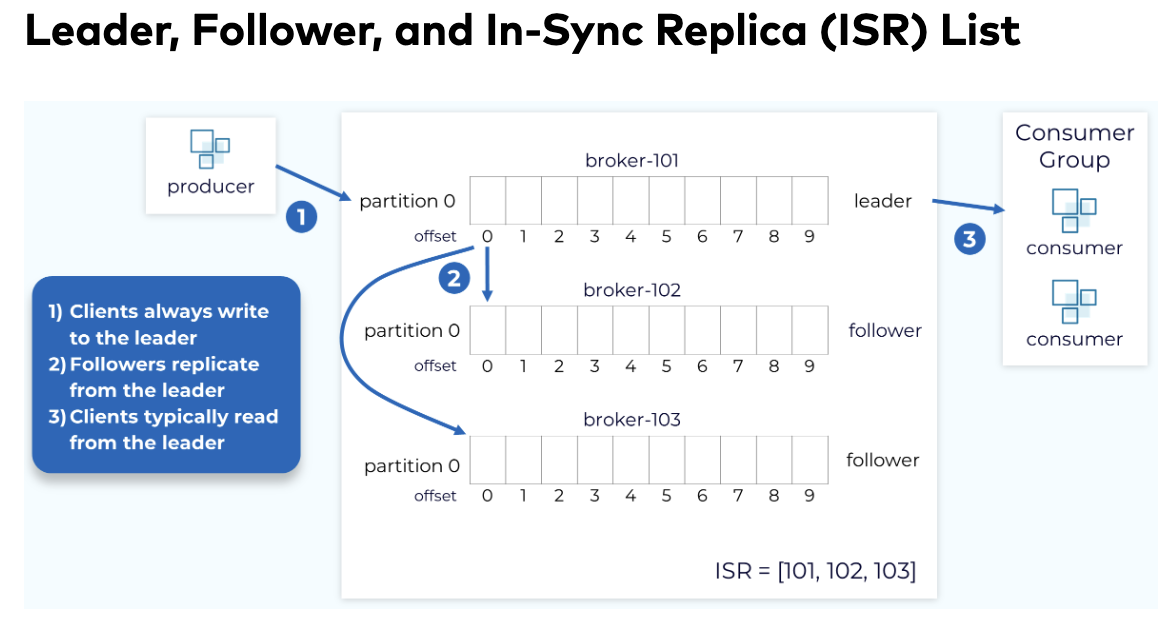 Leader, Follower, and In-Sync Replica (ISR) List
producer
1
1) Clients always write
to the leader
2) Followers replicate
from the leader
3) Clients typically read
from the leader
broker-101
partition 0
leader
offset 0 1 2 3 4 5 6 7 8 9
2
broker-102
partition 0
follower
offset 0 1 2 3 4 5 6 7 8 9
broker-103
partition 0
follower
offset 0 1 2 3 4 5 6 7 8 9
ISR = [101, 102, 103]
3
Consumer
Group
consumer
consumer